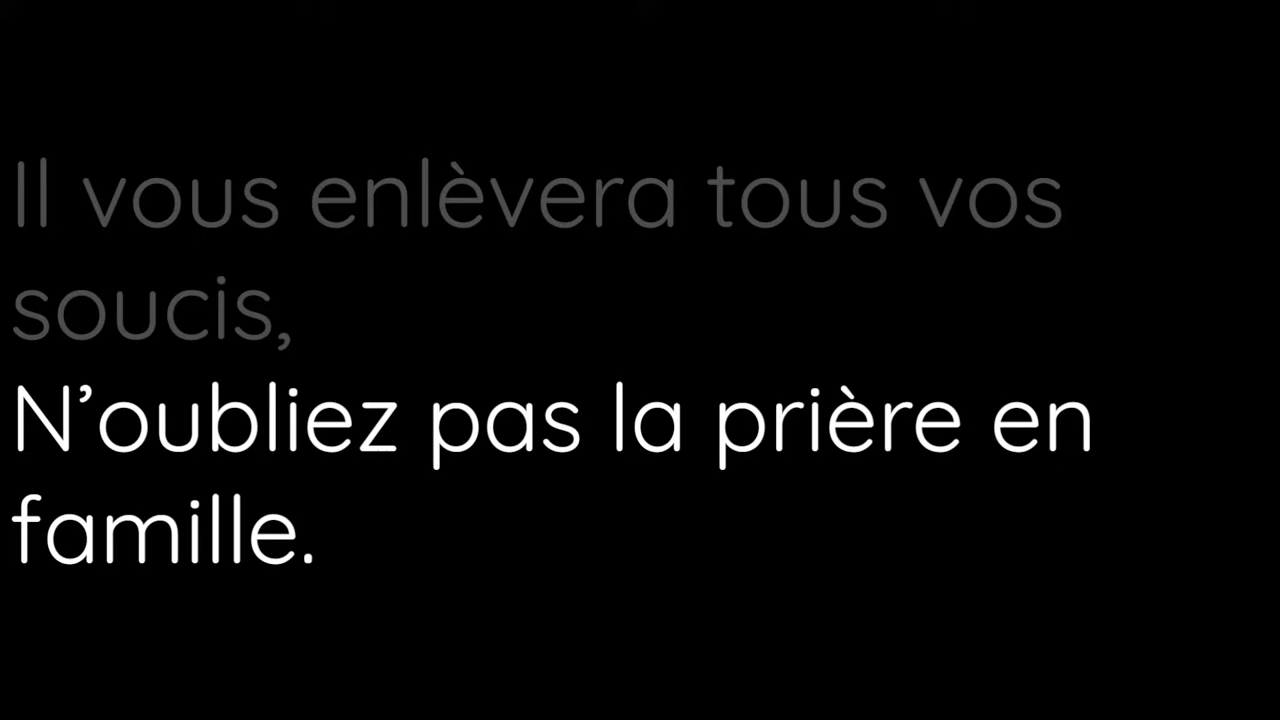 Il vous enlèvera tous vos
soucis,
N’oubliez pas la prière en
famille.